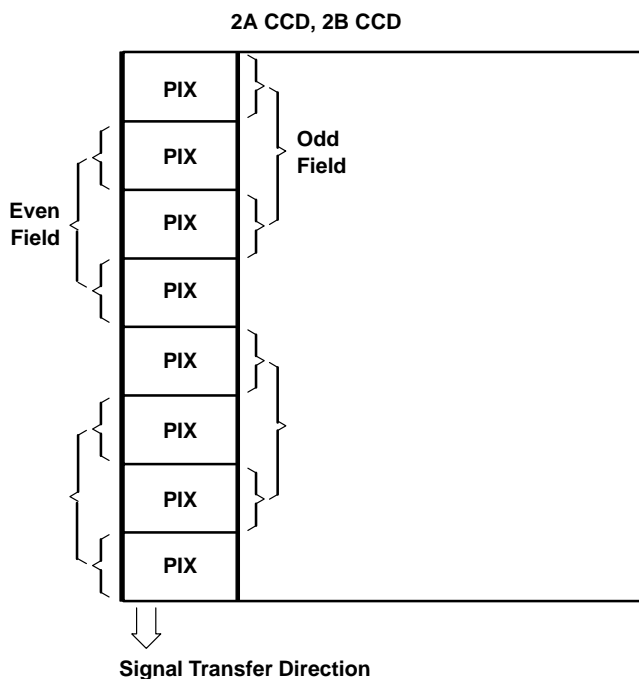 2A CCD, 2B CCD
PIX
Odd
Field
PIX
Even
Field
PIX
PIX
PIX
PIX
PIX
PIX
Signal Transfer Direction